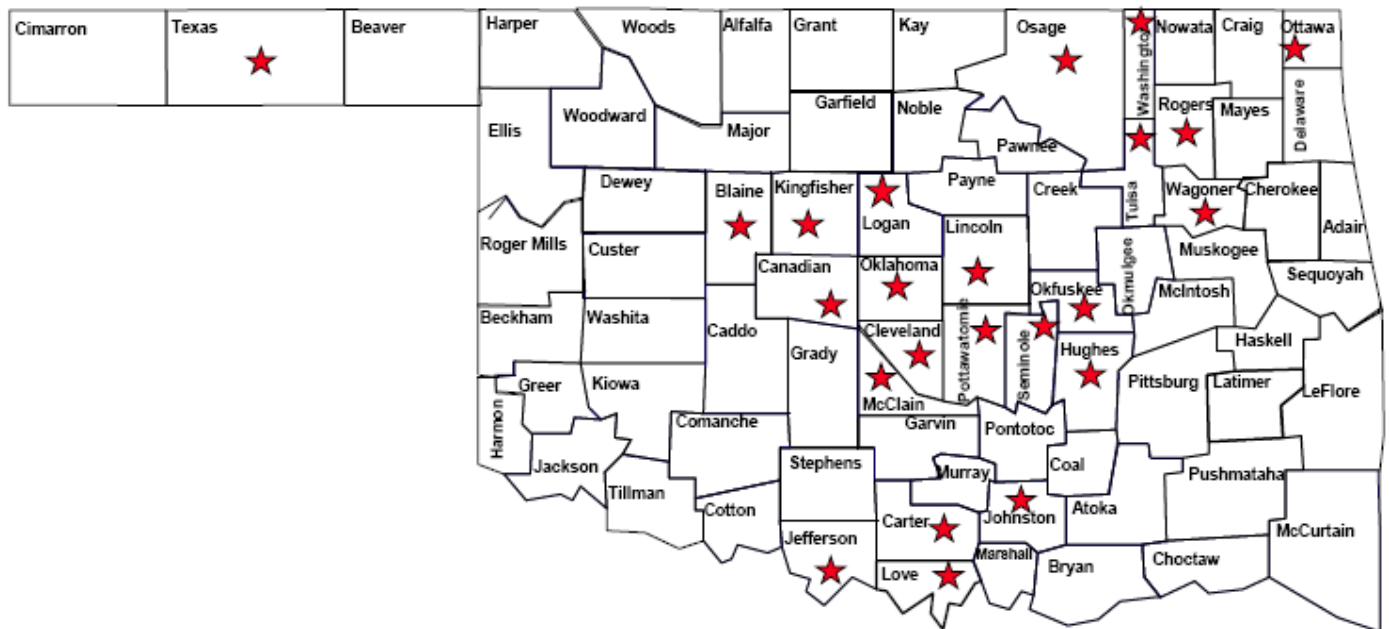 Cimarron
Texas
Beaver
Harper
Woods
Alfalfa
Grant
Kay
Osage
Washington
Nowata
Craig
Ottawa
Ellis
Woodward
Major
Garfield
Noble
Pawnee
Rogers
Mayes
Delaware
Dewey
Blaine
Kingfisher
Logan
Payne
Creek
Tulsa
Wagoner
Cherokee
Adair
Roger Mills
Custer
Canadian
Oklahoma
Lincoln
Okmulgee
Muskogee
Sequoyah
Beckham
Washita
Caddo
Grady
Cleveland
Pottawatomie
Seminole
Okfuskee
McIntosh
Haskell
Greer
Kiowa
McClain
Hughes
Pittsburg
Latimer
LeFlore
Harmon
Jackson
Comanche
Garvin
Pontotoc
Tillman
Cotton
Stephens
Murray
Coal
Pushmataha
Jefferson
Carter
Johnston
Atoka
McCurtain
Love
Marshall
Bryan
Choctaw